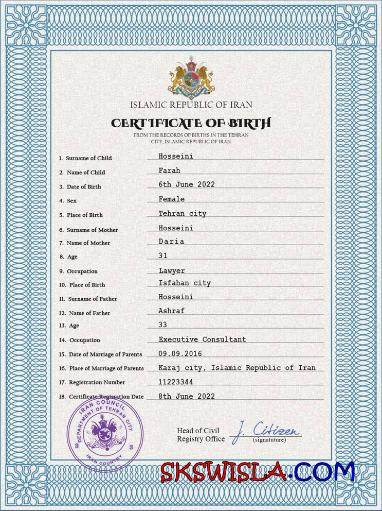 ISLAMIC REPUBLIC OF IRAN
CERTIFICATE OF BIRTH
FROM THE RECORDS OF BIRTHS IN THE TEHRAN
CITY, ISLAMIC REPUBLIC OF IRAN
1. Surname of Child Hosseini
2. Name of Child Farah
3. Date of Birth 6th June 2022
4. Sex Female
5. Place of Birth Tehran city
6. Surname of Mother Hosseini
7. Name of Mother Daria
8. Age 31
9. Occupation Lawyer
10. Place of Birth Isfahan city
11. Surname of Father Hosseini
12. Name of Father Ashraf
13. Age 33
14. Occupation Executive Consultant
15. Date of Marriage of Parents 09.09.2016
16. Place of Marriage of Parents Karaj city, Islamic Republic of Iran
17. Registration Number 11223344
18. Certificate Registration Date 8th June 2022
IRAN COUNCIL
DEPARTMENT OF TEHRAN CITY
IRAN COUNTRY
Head of Civil
Registry Office
J. Citizen
(signature)
SKSWISLA.COM